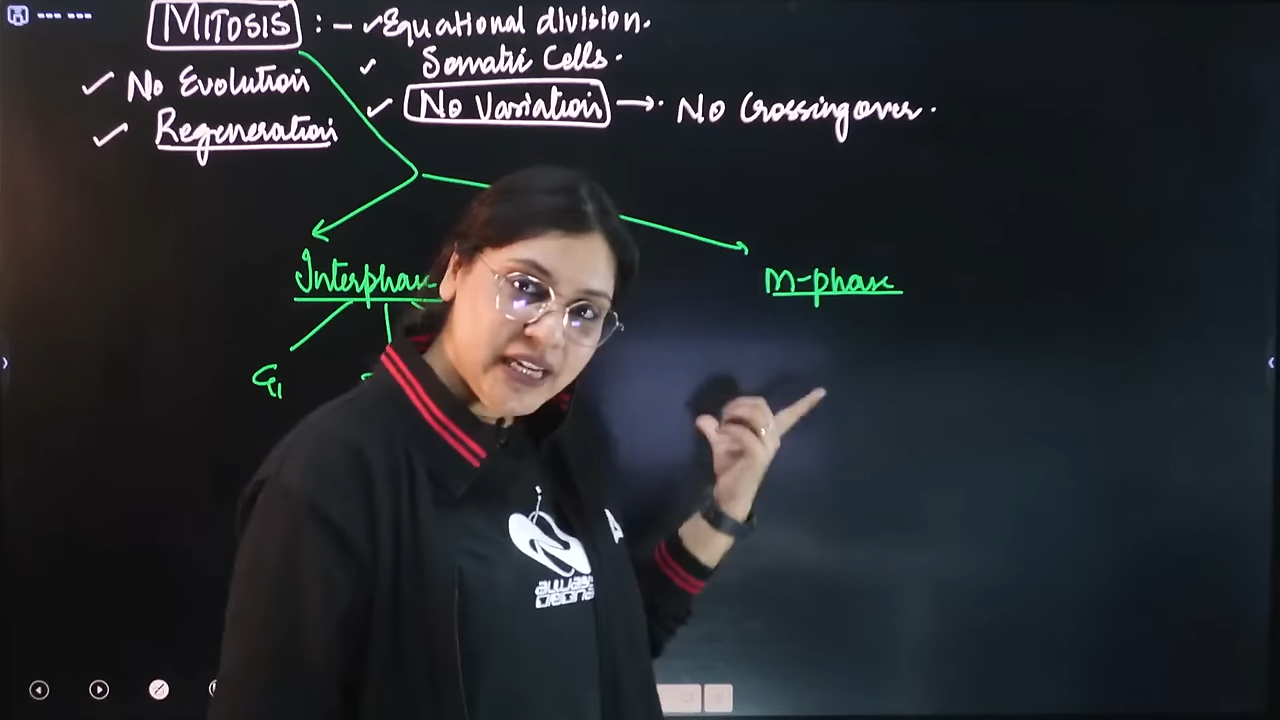 MITOSIS : - ✓ Equational division.
✓ Somatic Cells.
✓ No Evolution
✓ No Variation → No Crossingover.
✓ Regeneration
Interphase
M-phase
G1